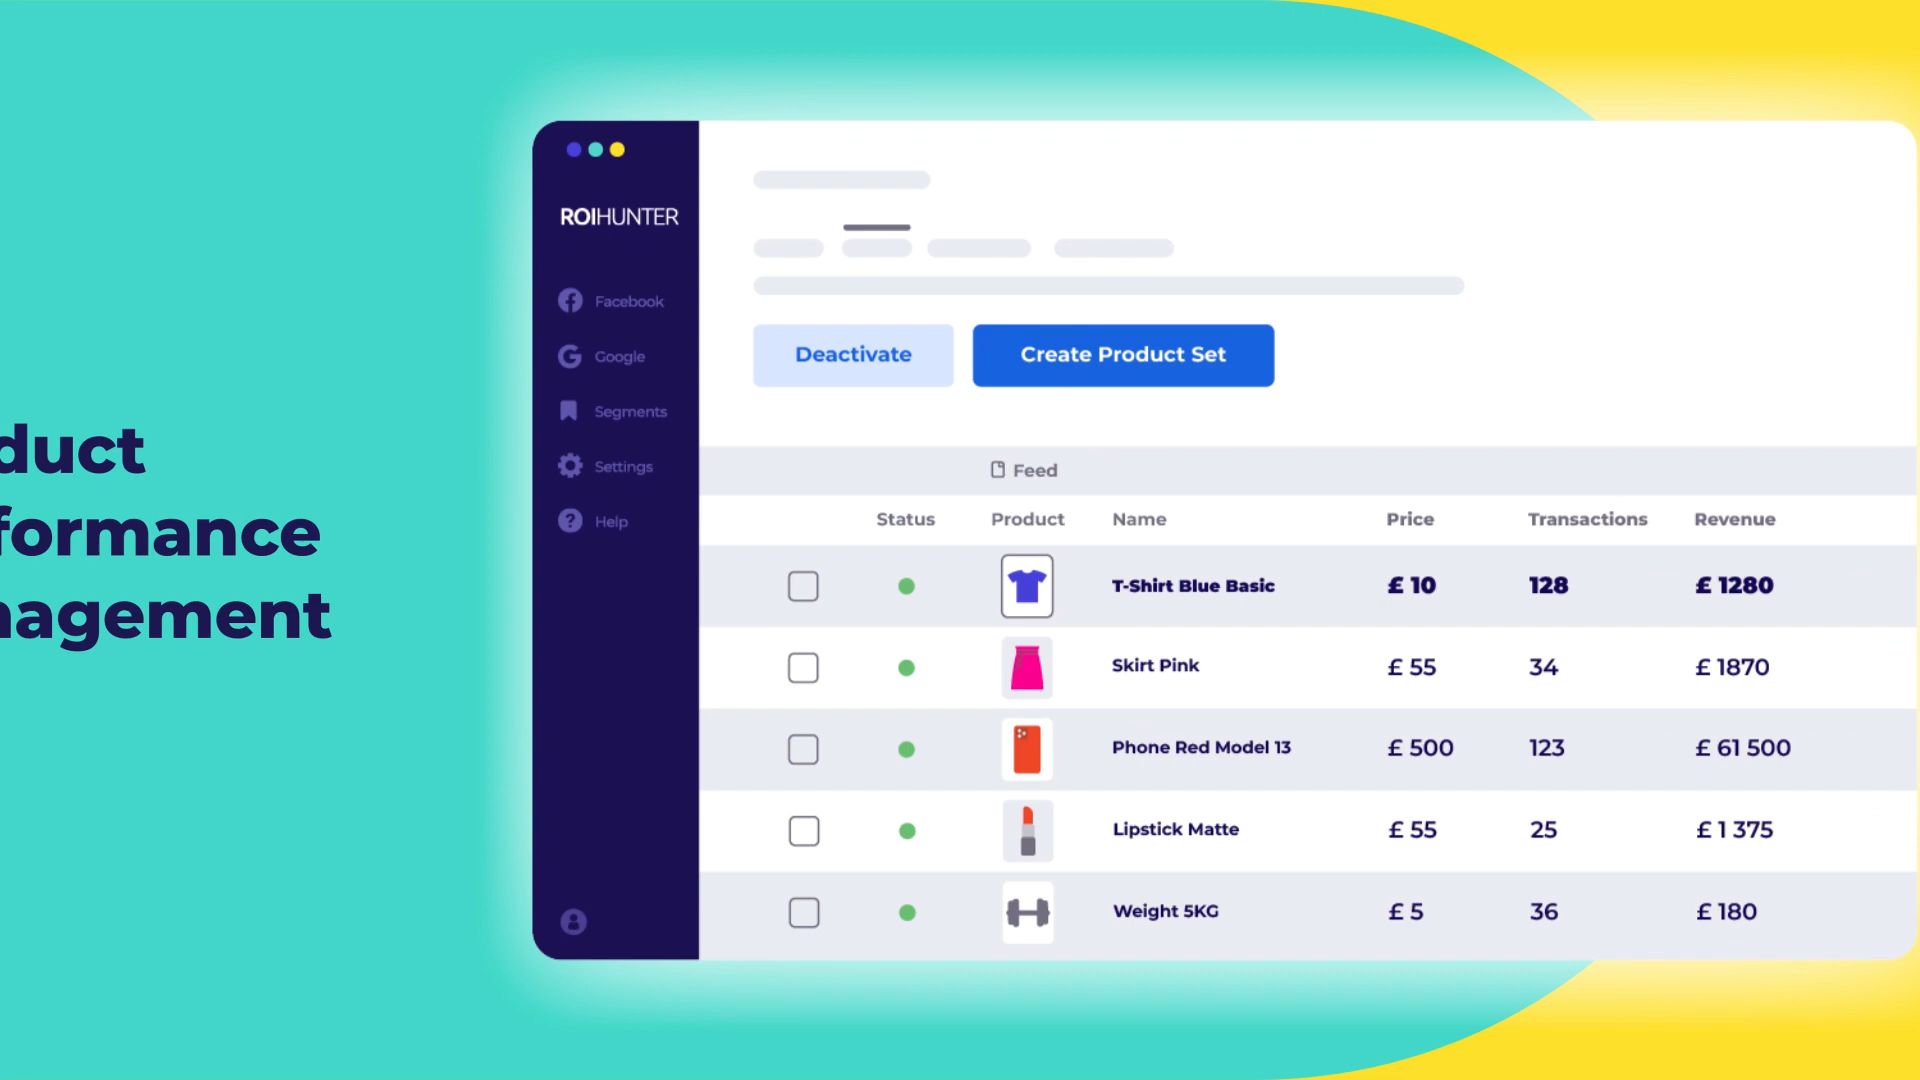 duct
formance
nagement
ROIHUNTER
Facebook
Google
Segments
Settings
Help
Deactivate
Create Product Set
Feed
Status Product Name Price Transactions Revenue
T-Shirt Blue Basic £ 10 128 £ 1280
Skirt Pink £ 55 34 £ 1870
Phone Red Model 13 £ 500 123 £ 61 500
Lipstick Matte £ 55 25 £ 1 375
Weight 5KG £ 5 36 £ 180